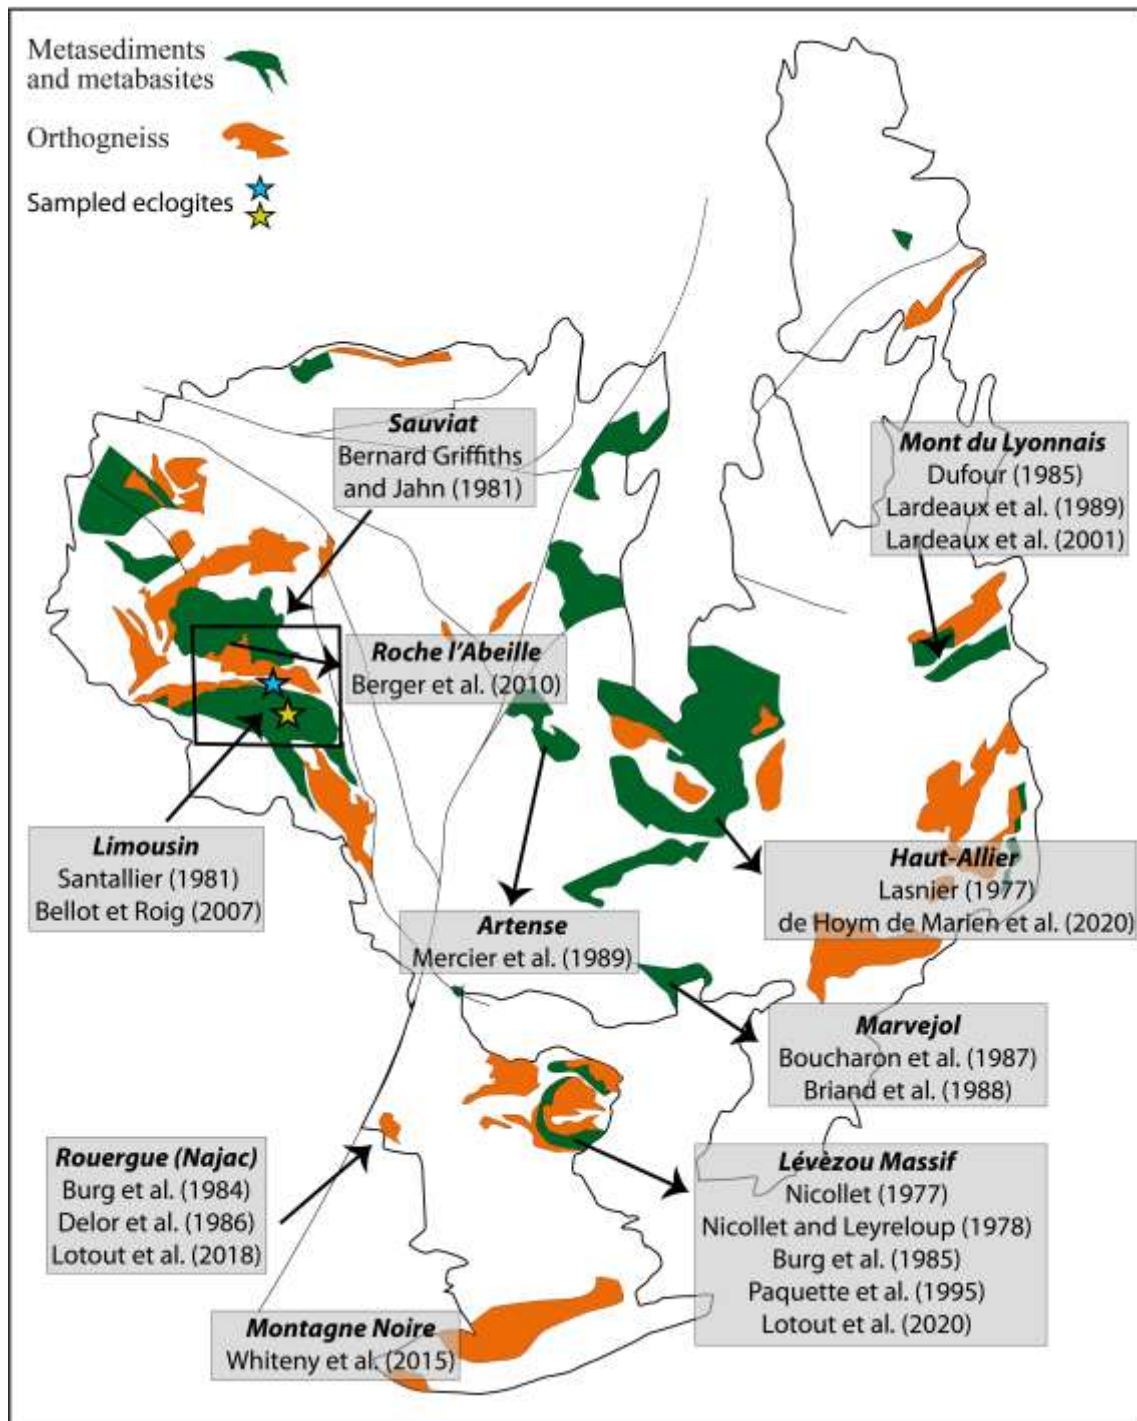 Metasediments
and metabasites
Orthogneiss
Sampled eclogites
Sauviat
Bernard Griffiths
and Jahn (1981)
Mont du Lyonnais
Dufour (1985)
Lardeaux et al. (1989)
Lardeaux et al. (2001)
Roche l'Abeille
Berger et al. (2010)
Limousin
Santallier (1981)
Bellot et Roig (2007)
Haut-Allier
Lasnier (1977)
de Hoym de Marien et al. (2020)
Artense
Mercier et al. (1989)
Marvejol
Boucharon et al. (1987)
Briand et al. (1988)
Rouergue (Najac)
Burg et al. (1984)
Delor et al. (1986)
Lotout et al. (2018)
Lévèzou Massif
Nicollet (1977)
Nicollet and Leyreloup (1978)
Burg et al. (1985)
Paquette et al. (1995)
Lotout et al. (2020)
Montagne Noire
Whiteny et al. (2015)